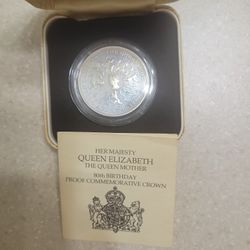 HER MAJESTY
QUEEN ELIZABETH
THE QUEEN MOTHER
80th BIRTHDAY
PROOF COMMEMORATIVE CROWN